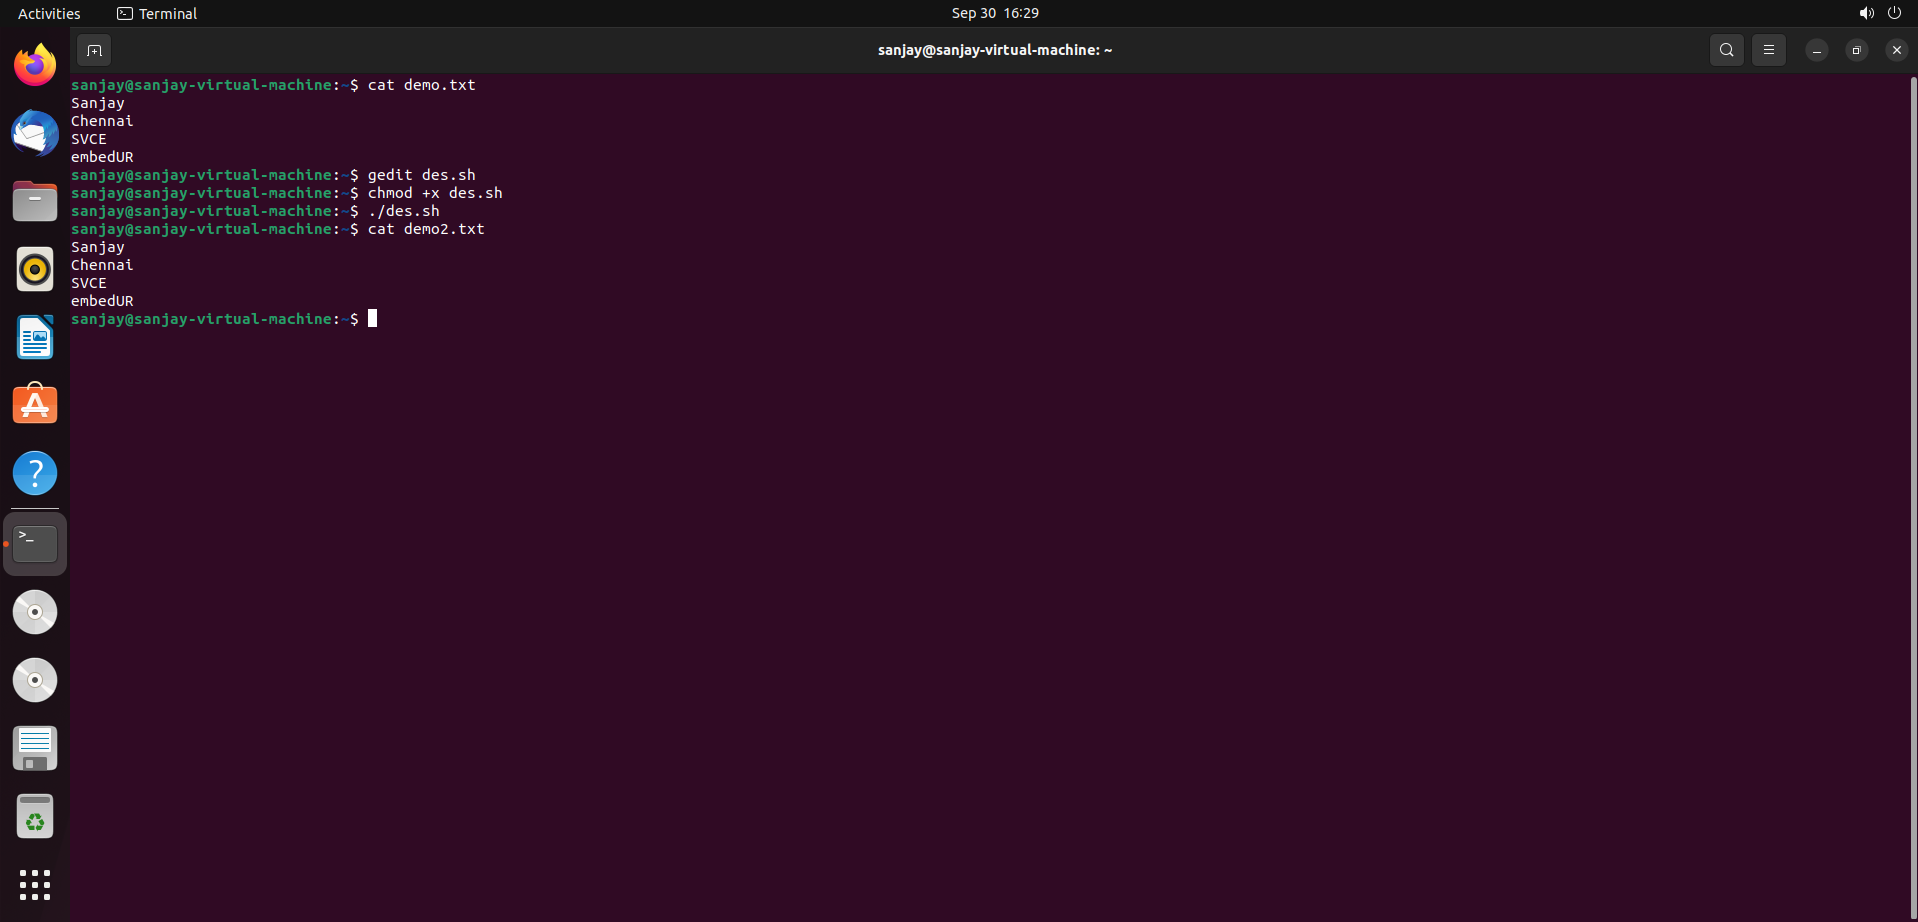 Activities
Terminal
Sep 30 16:29
sanjay@sanjay-virtual-machine: ~
sanjay@sanjay-virtual-machine:~$ cat demo.txt
Sanjay
Chennai
SVCE
embedUR
sanjay@sanjay-virtual-machine:~$ gedit des.sh
sanjay@sanjay-virtual-machine:~$ chmod +x des.sh
sanjay@sanjay-virtual-machine:~$ ./des.sh
sanjay@sanjay-virtual-machine:~$ cat demo2.txt
Sanjay
Chennai
SVCE
embedUR
sanjay@sanjay-virtual-machine:~$